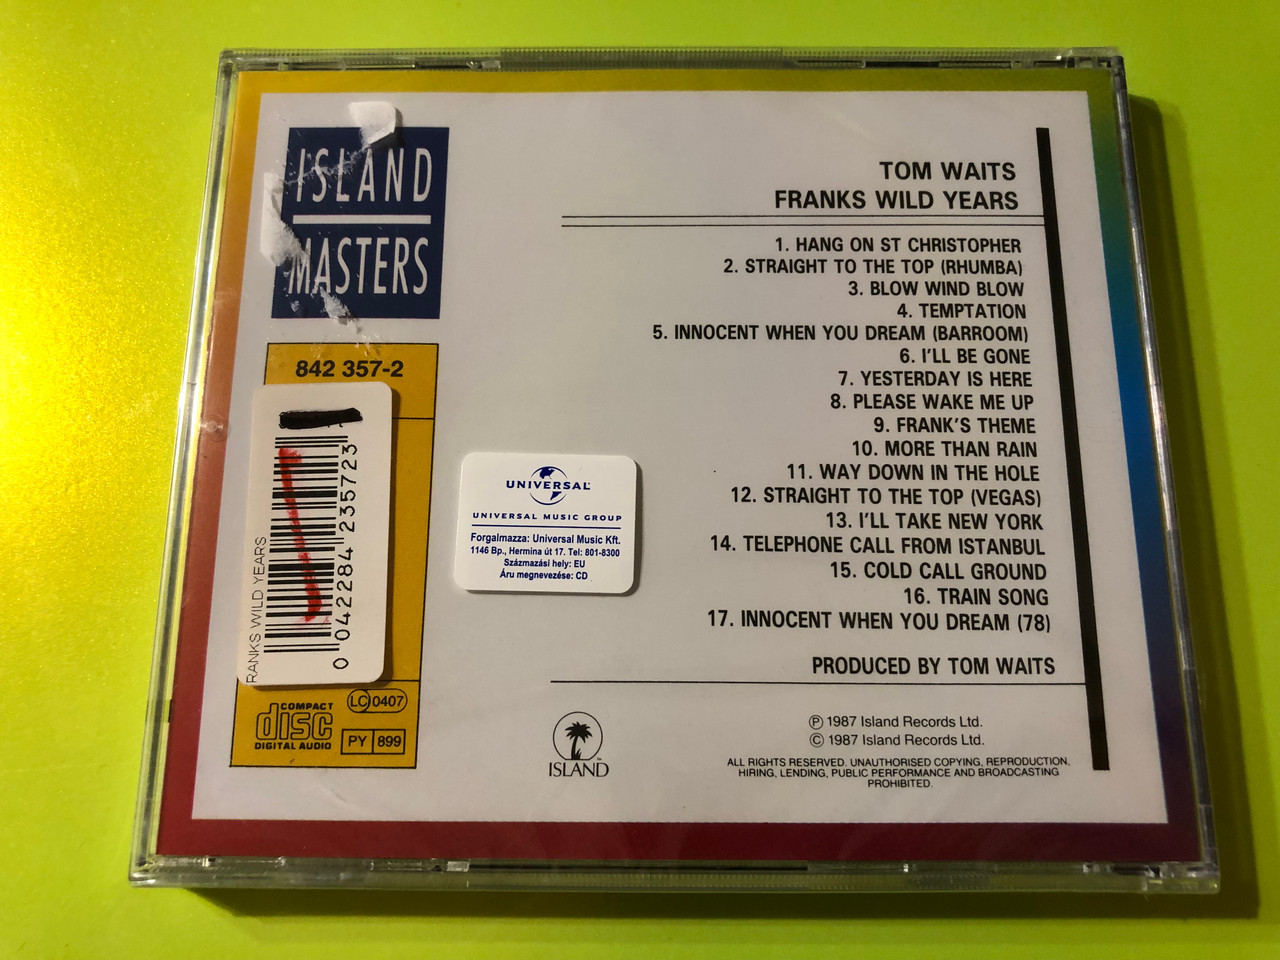 ISLAND
MASTERS
842 357-2
RANKS WILD YEARS
0 042284 235723
COMPACT
disc
DIGITAL AUDIO
LC 0407
PY 899
UNIVERSAL
UNIVERSAL MUSIC GROUP
Forgalmazza: Universal Music Kft.
1146 Bp., Hermina út 17. Tel: 801-8300
Származási hely: EU
Áru megnevezése: CD
TOM WAITS
FRANKS WILD YEARS
1. HANG ON ST CHRISTOPHER
2. STRAIGHT TO THE TOP (RHUMBA)
3. BLOW WIND BLOW
4. TEMPTATION
5. INNOCENT WHEN YOU DREAM (BARROOM)
6. I'LL BE GONE
7. YESTERDAY IS HERE
8. PLEASE WAKE ME UP
9. FRANK'S THEME
10. MORE THAN RAIN
11. WAY DOWN IN THE HOLE
12. STRAIGHT TO THE TOP (VEGAS)
13. I'LL TAKE NEW YORK
14. TELEPHONE CALL FROM ISTANBUL
15. COLD CALL GROUND
16. TRAIN SONG
17. INNOCENT WHEN YOU DREAM (78)
PRODUCED BY TOM WAITS
ISLAND
℗ 1987 Island Records Ltd.
© 1987 Island Records Ltd.
ALL RIGHTS RESERVED. UNAUTHORISED COPYING, REPRODUCTION,
HIRING, LENDING, PUBLIC PERFORMANCE AND BROADCASTING
PROHIBITED.